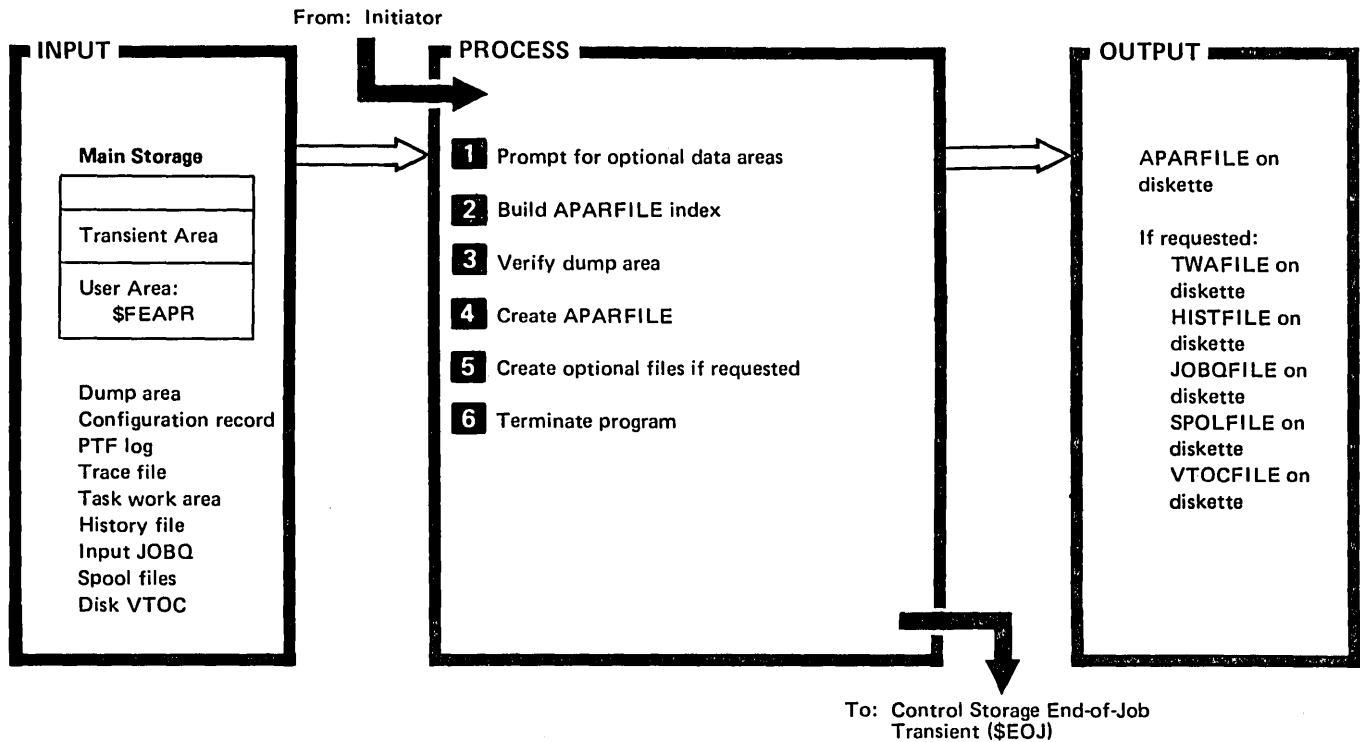 From: Initiator
INPUT
Main Storage
Transient Area
User Area:
$FEAPR
Dump area
Configuration record
PTF log
Trace file
Task work area
History file
Input JOBQ
Spool files
Disk VTOC
PROCESS
1 Prompt for optional data areas
2 Build APARFILE index
3 Verify dump area
4 Create APARFILE
5 Create optional files if requested
6 Terminate program
To: Control Storage End-of-Job
Transient ($EOJ)
OUTPUT
APARFILE on
diskette
If requested:
TWAFILE on
diskette
HISTFILE on
diskette
JOBQFILE on
diskette
SPOLFILE on
diskette
VTOCFILE on
diskette